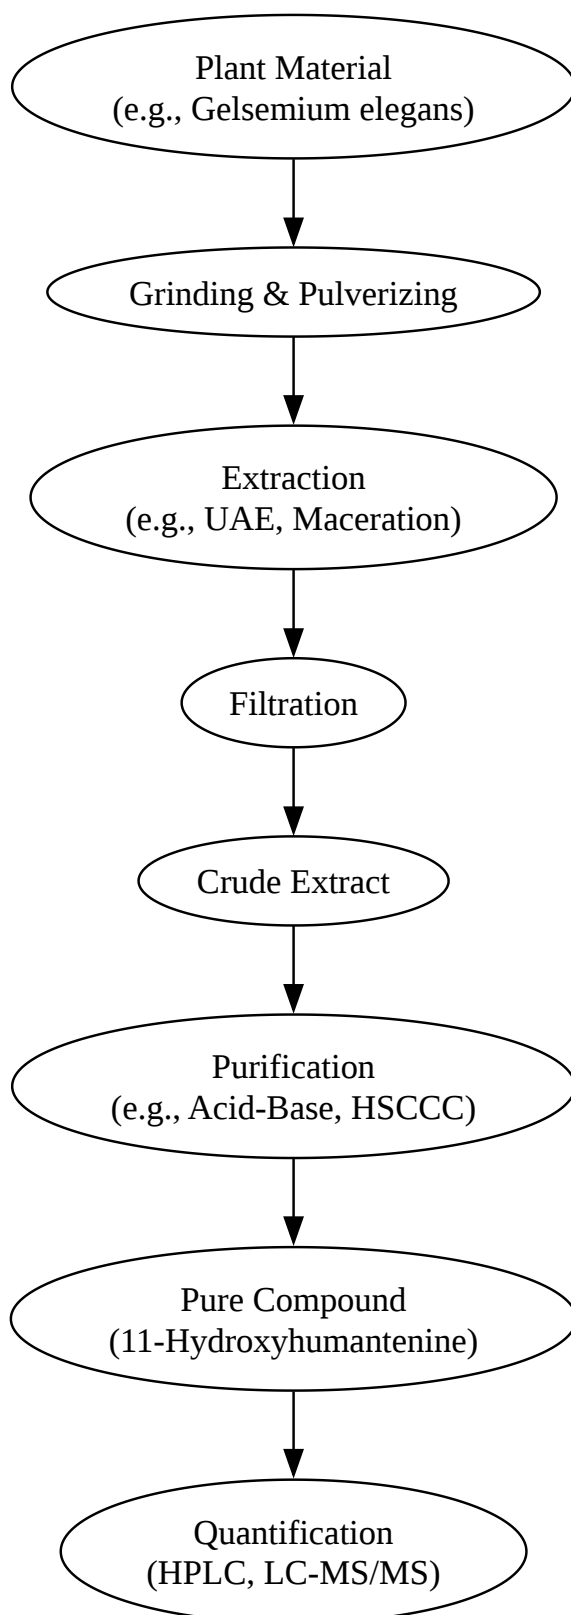 Plant Material
(e.g., Gelsemium elegans)
Grinding & Pulverizing
Extraction
(e.g., UAE, Maceration)
Filtration
Crude Extract
Purification
(e.g., Acid-Base, HSCCC)
Pure Compound
(11-Hydroxyhumantenine)
Quantification
(HPLC, LC-MS/MS)